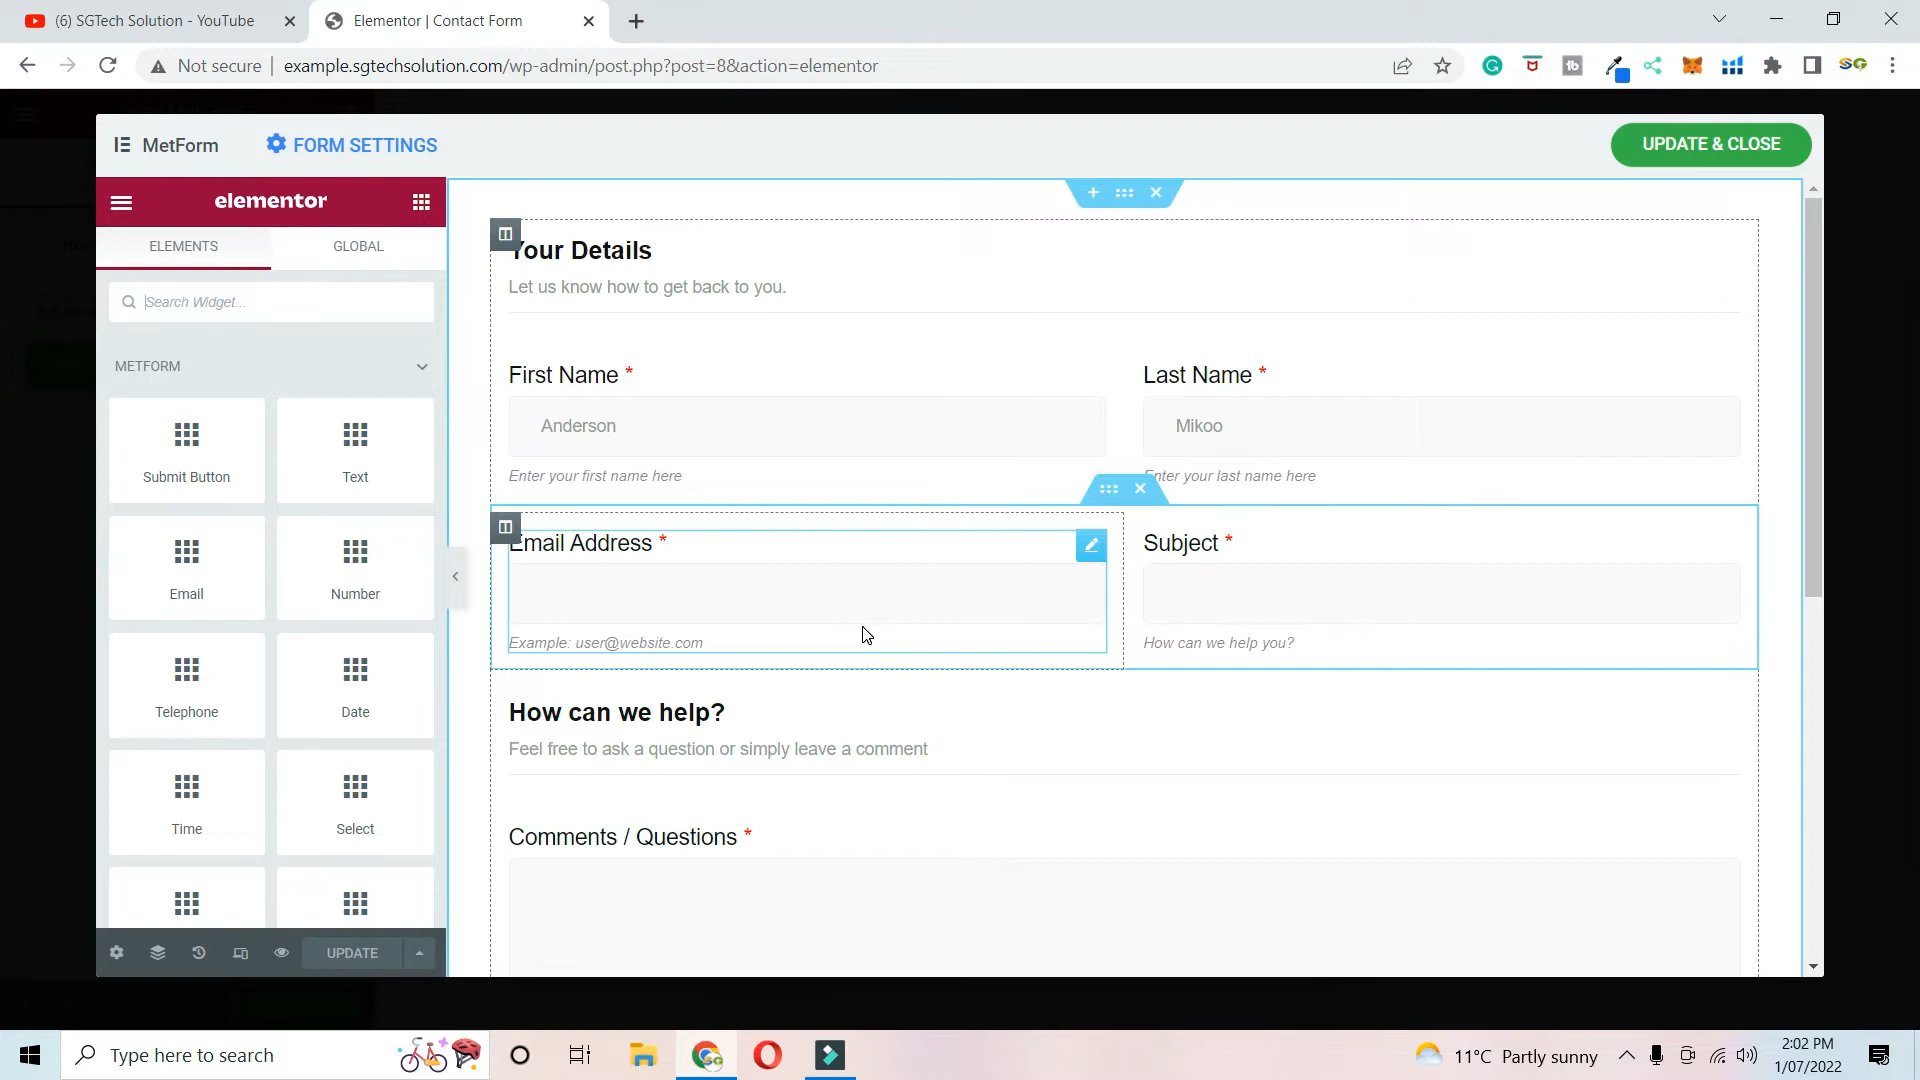 (6) SGTech Solution - YouTube
Elementor | Contact Form
Not secure
example.sgtechsolution.com/wp-admin/post.php?post=8&action=elementor
MetForm
FORM SETTINGS
UPDATE & CLOSE
elementor
ELEMENTS
GLOBAL
Search Widget...
METFORM
Submit Button
Text
Email
Number
Telephone
Date
Time
Select
UPDATE
Your Details
Let us know how to get back to you.
First Name *
Last Name *
Anderson
Mikoo
Enter your first name here
Enter your last name here
Email Address *
Subject *
Example: user@website.com
How can we help you?
How can we help?
Feel free to ask a question or simply leave a comment
Comments / Questions *
Type here to search
11°C Partly sunny
2:02 PM
1/07/2022